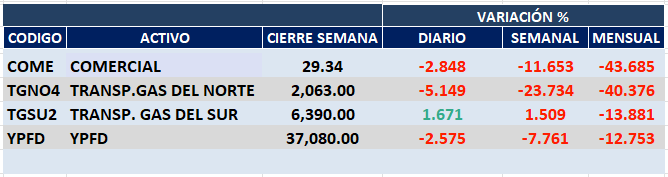 VARIACIÓN %
CODIGO ACTIVO CIERRE SEMANA DIARIO SEMANAL MENSUAL
COME COMERCIAL 29.34 -2.848 -11.653 -43.685
TGNO4 TRANSP.GAS DEL NORTE 2,063.00 -5.149 -23.734 -40.376
TGSU2 TRANSP. GAS DEL SUR 6,390.00 1.671 1.509 -13.881
YPFD YPFD 37,080.00 -2.575 -7.761 -12.753